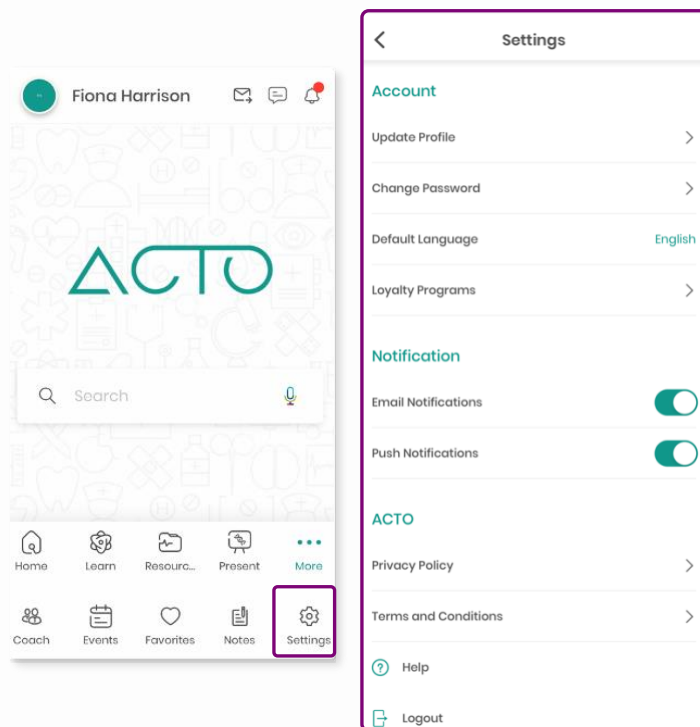 Fiona Harrison
ACTO
Search
Home Learn Resourc... Present More
Coach Events Favorites Notes Settings
Settings
Account
Update Profile
Change Password
Default Language English
Loyalty Programs
Notification
Email Notifications
Push Notifications
ACTO
Privacy Policy
Terms and Conditions
Help
Logout